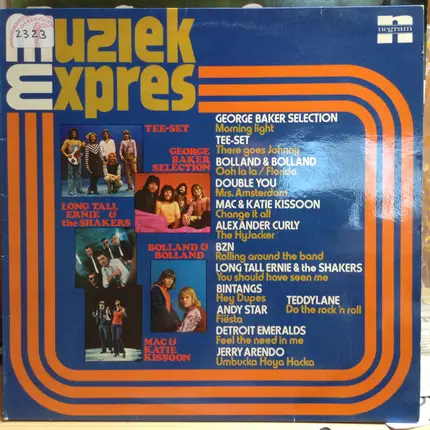 2323
Muziek
Expres
negram
TEE-SET
GEORGE
BAKER
SELECTION
LONG TALL
ERNIE &
the SHAKERS
BOLLAND &
BOLLAND
MAC &
KATIE
KISSOON
GEORGE BAKER SELECTION
Morning light
TEE-SET
There goes Johnny
BOLLAND & BOLLAND
Ooh la la / Florida
DOUBLE YOU
Mrs. Amsterdam
MAC & KATIE KISSOON
Change it all
ALEXANDER CURLY
The HyJacker
BZN
Rolling around the band
LONG TALL ERNIE & the SHAKERS
You should have seen me
BINTANGS
Hey Dupes
TEDDYLANE
Do the rock'n roll
ANDY STAR
Fiësta
DETROIT EMERALDS
Feel the need in me
JERRY ARENDO
Umbucka Hoya Hacka